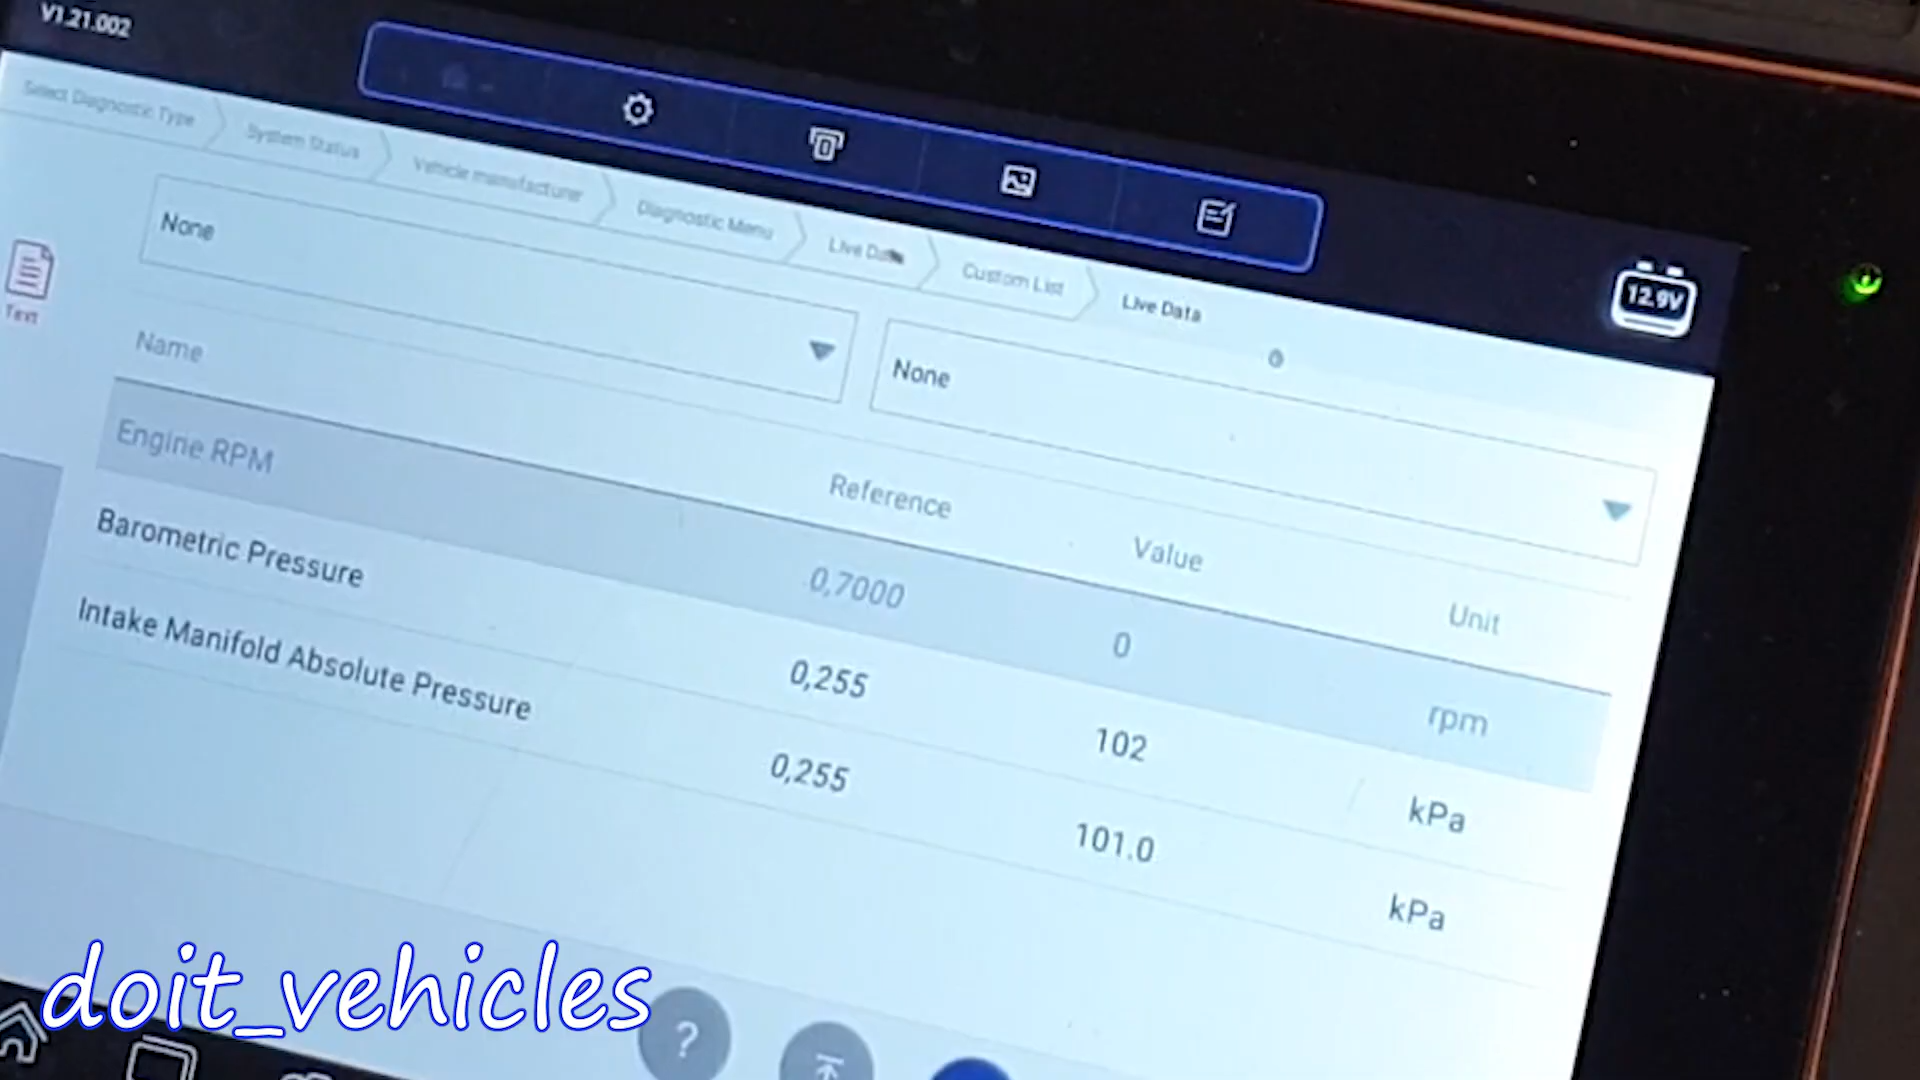 V1.21.002
Select Diagnostic Type
System Status
Vehicle manufacturer
Diagnostic Menu
Live Data
Custom List
Live Data
12.9V
Text
None
None
Name
Reference
Value
Unit
Engine RPM
0,7000
0
rpm
Barometric Pressure
0,255
102
kPa
Intake Manifold Absolute Pressure
0,255
101.0
kPa
?
doit_vehicles